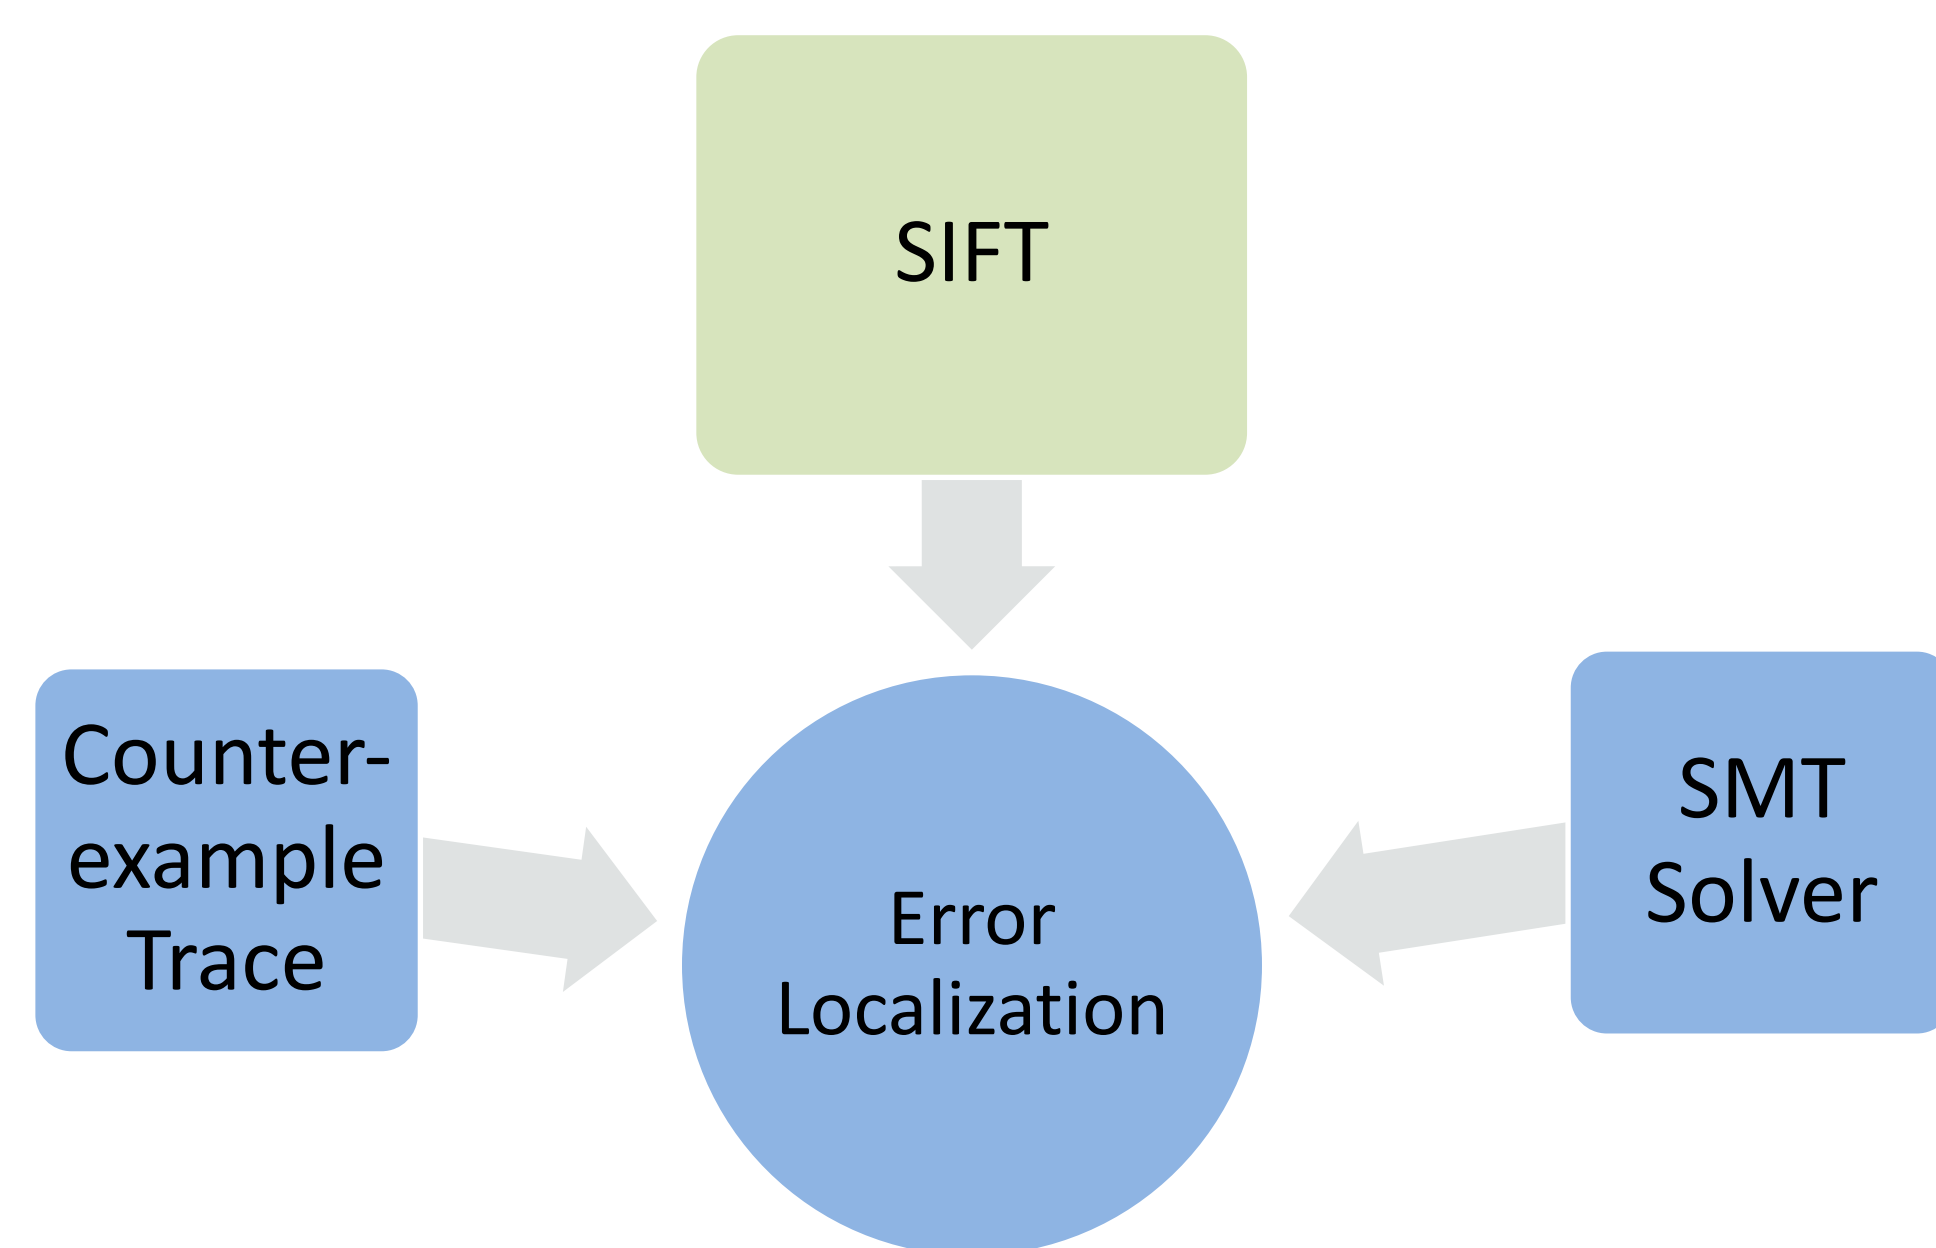 SIFT
Counter-
example
Trace
Error
Localization
SMT
Solver